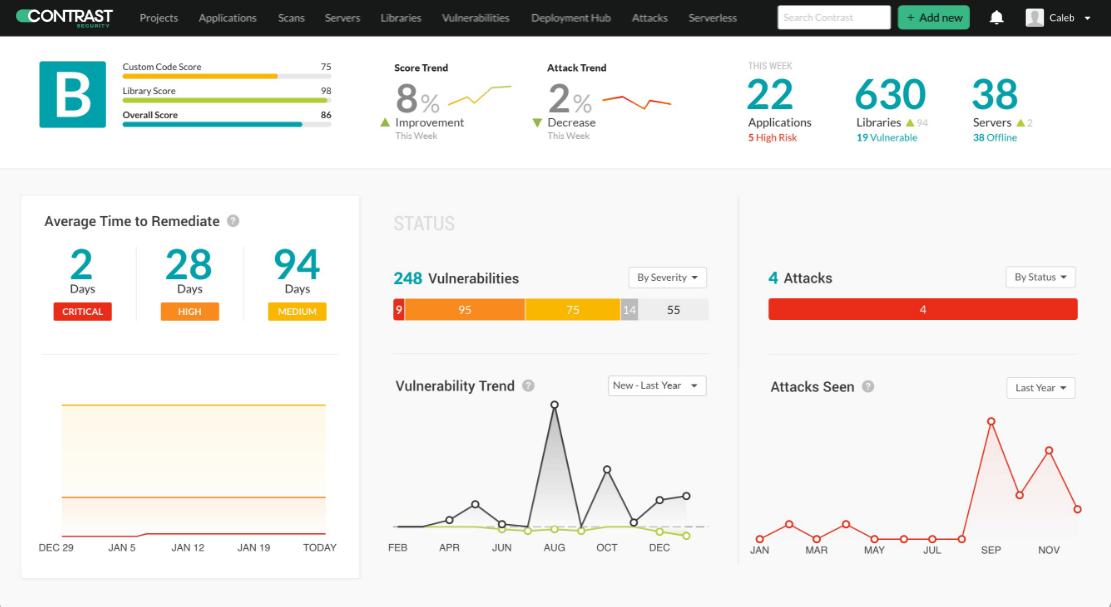 CONTRAST
SECURITY
Projects Applications Scans Servers Libraries Vulnerabilities Deployment Hub Attacks Serverless
Search Contrast
+ Add new
Caleb
B
Custom Code Score 75
Library Score 98
Overall Score 86
Score Trend
8%
Improvement
This Week
Attack Trend
2%
Decrease
This Week
THIS WEEK
22
Applications
5 High Risk
630
Libraries 94
19 Vulnerable
38
Servers 2
38 Offline
Average Time to Remediate ?
2 28 94
Days Days Days
CRITICAL HIGH MEDIUM
DEC 29 JAN 5 JAN 12 JAN 19 TODAY
STATUS
248 Vulnerabilities
By Severity
9 95 75 14 55
Vulnerability Trend ?
New - Last Year
FEB APR JUN AUG OCT DEC
4 Attacks
By Status
4
Attacks Seen ?
Last Year
JAN MAR MAY JUL SEP NOV